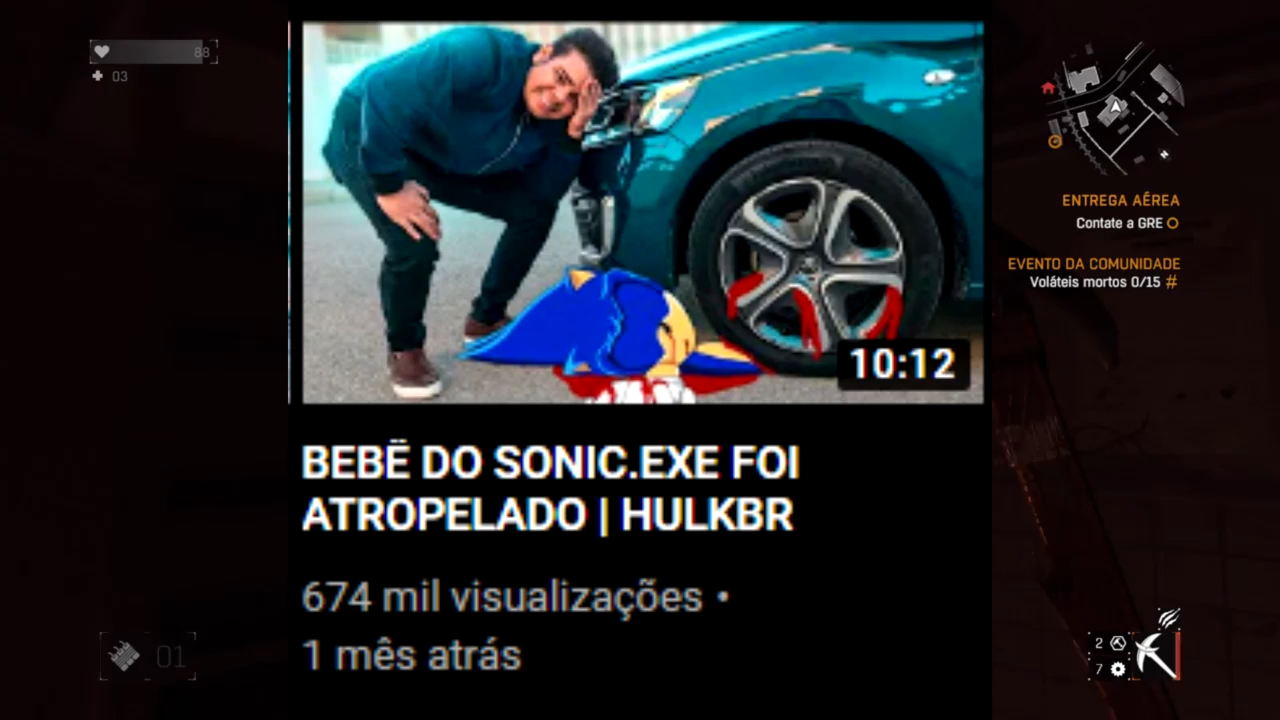 88
03
ENTREGA AÉREA
Contate a GRE
EVENTO DA COMUNIDADE
Voláteis mortos 0/15 #
10:12
BEBÊ DO SONIC.EXE FOI
ATROPELADO | HULKBR
674 mil visualizações •
1 mês atrás
01
2
7